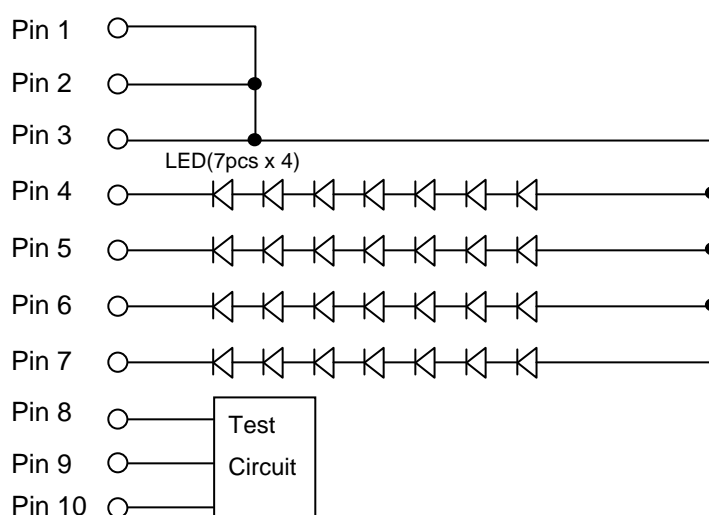 Pin 1
Pin 2
Pin 3
LED(7pcs x 4)
Pin 4
Pin 5
Pin 6
Pin 7
Pin 8
Test
Pin 9
Circuit
Pin 10